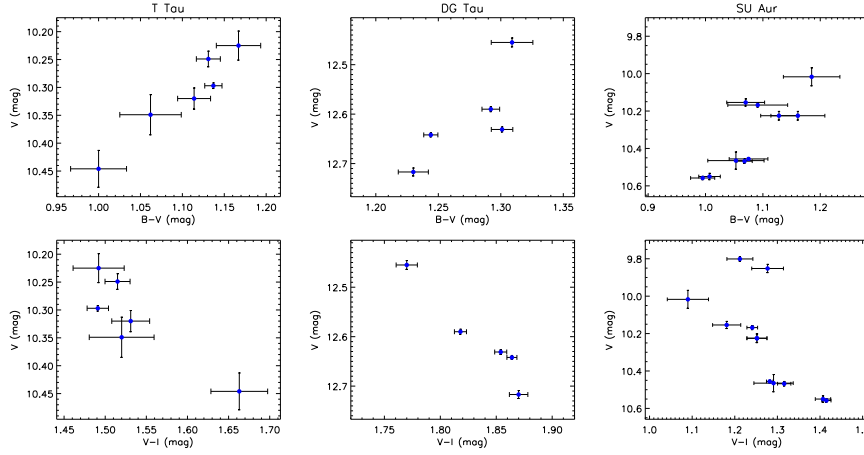 T Tau
DG Tau
SU Aur
V (mag)
10.20
10.25
10.30
10.35
10.40
10.45
0.95 1.00 1.05 1.10 1.15 1.20
B−V (mag)
V (mag)
12.5
12.6
12.7
1.20 1.25 1.30 1.35
B−V (mag)
V (mag)
9.8
10.0
10.2
10.4
10.6
0.9 1.0 1.1 1.2
B−V (mag)
V (mag)
10.20
10.25
10.30
10.35
10.40
10.45
1.45 1.50 1.55 1.60 1.65 1.70
V−I (mag)
V (mag)
12.5
12.6
12.7
1.75 1.80 1.85 1.90
V−I (mag)
V (mag)
9.8
10.0
10.2
10.4
10.6
1.0 1.1 1.2 1.3 1.4
V−I (mag)